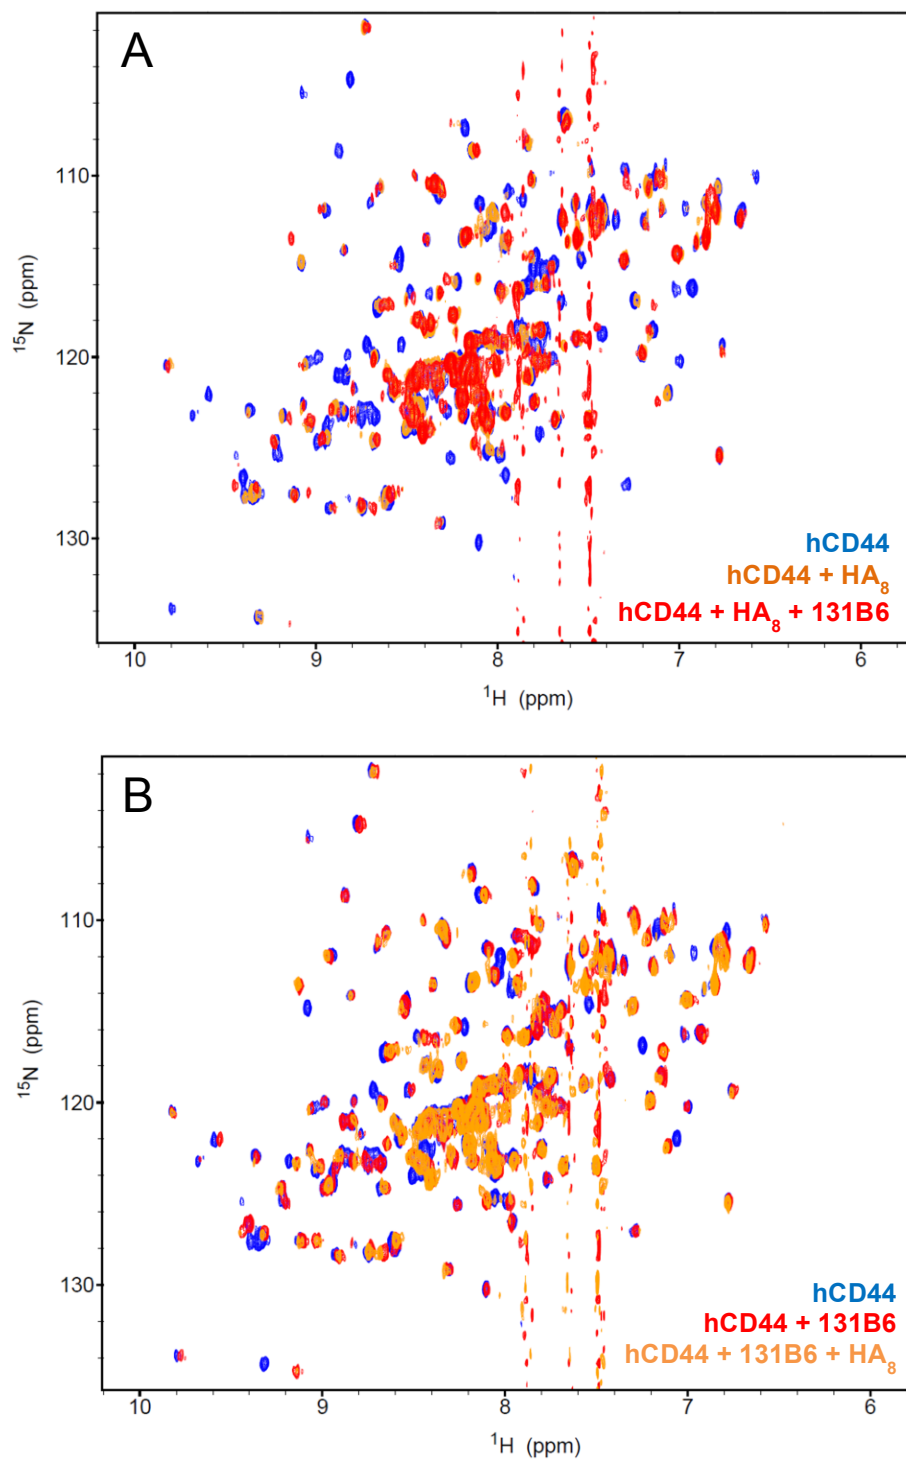 A
110
120
130
¹⁵N (ppm)
hCD44
hCD44 + HA₈
hCD44 + HA₈ + 131B6
10 9 8 7 6
¹H (ppm)
B
110
120
130
¹⁵N (ppm)
hCD44
hCD44 + 131B6
hCD44 + 131B6 + HA₈
10 9 8 7 6
¹H (ppm)